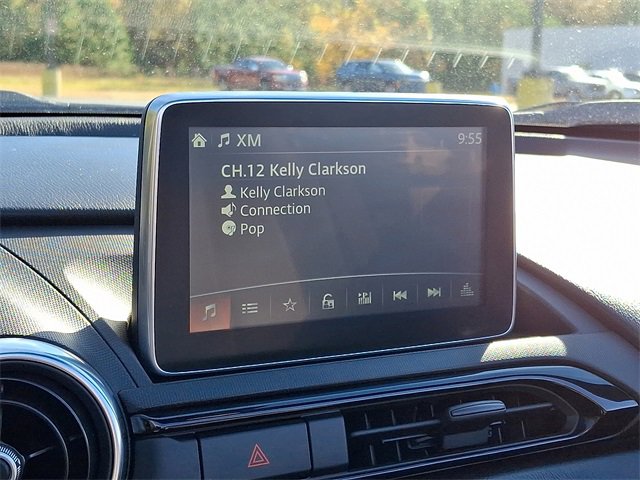 XM 9:55
CH.12 Kelly Clarkson
Kelly Clarkson
Connection
Pop